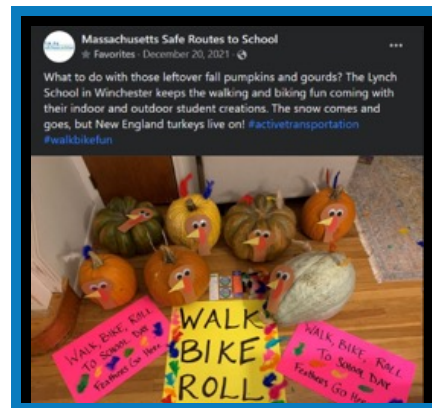 Massachusetts Safe Routes to School
★ Favorites · December 20, 2021 ·
What to do with those leftover fall pumpkins and gourds? The Lynch
School in Winchester keeps the walking and biking fun coming with
their indoor and outdoor student creations. The snow comes and
goes, but New England turkeys live on! #activetransportation
#walkbikefun
WALK, BIKE, ROLL
TO SCHOOL DAY
Feathers Go Here
WALK
BIKE
ROLL
WALK, BIKE, ROLL
TO SCHOOL DAY
Feathers Go Here